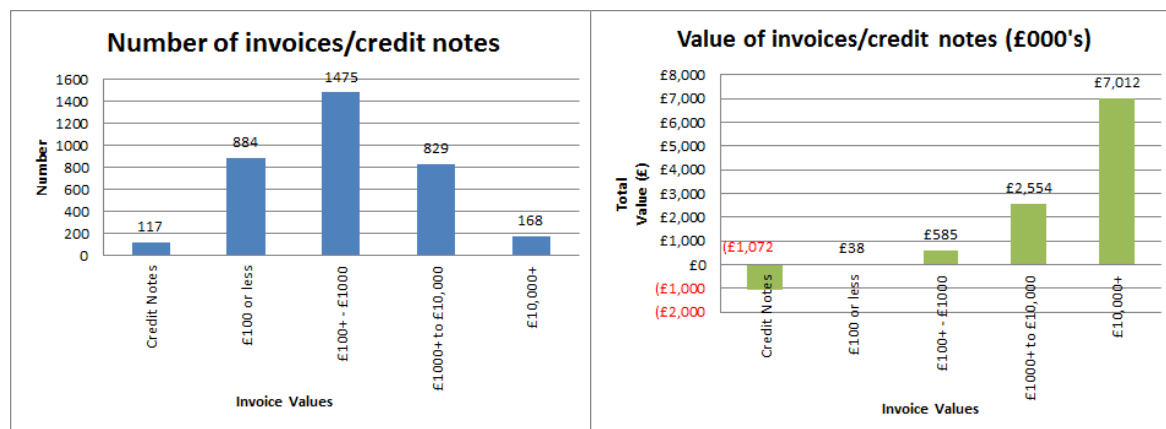 Number of invoices/credit notes
1600
1400
1200
1000
800
600
400
200
0
Number
117
884
1475
829
168
Credit Notes
£100 or less
£100+ - £1000
£1000+ to £10,000
£10,000+
Invoice Values
Value of invoices/credit notes (£000's)
£8,000
£7,000
£6,000
£5,000
£4,000
£3,000
£2,000
£1,000
£0
(£1,000
(£2,000
Total
Value (£)
(£1,072
£38
£585
£2,554
£7,012
Credit Notes
£100 or less
£100+ - £1000
£1000+ to £10,000
£10,000+
Invoice Values